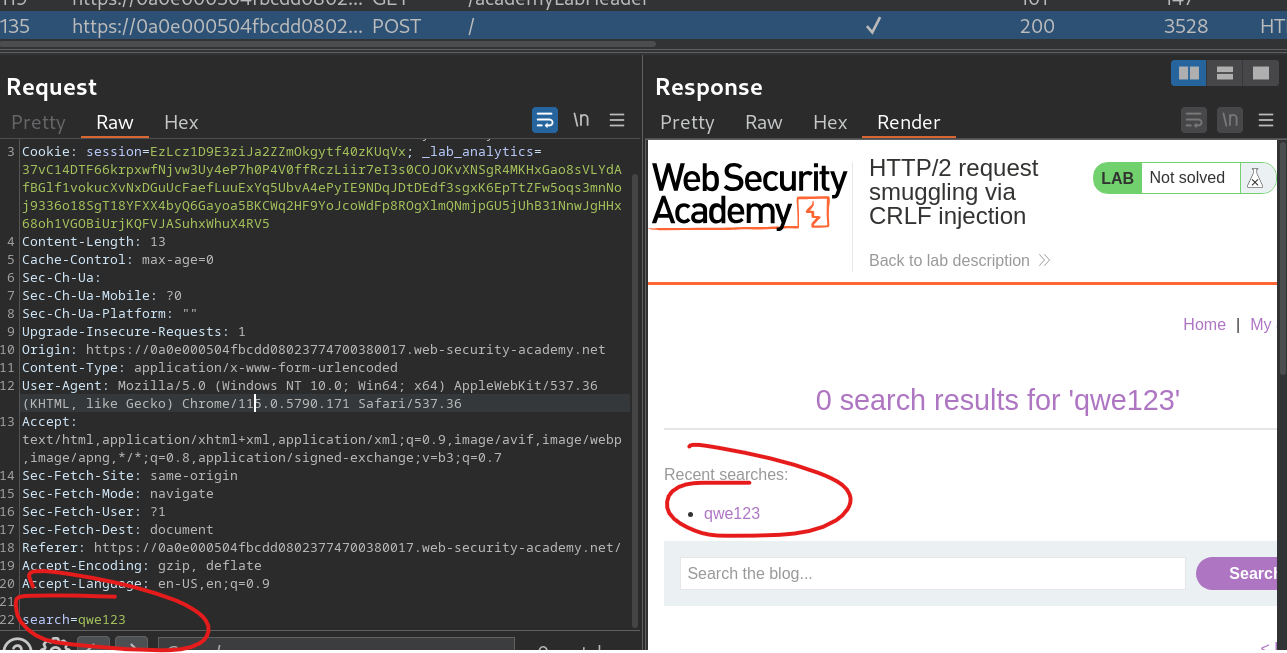 https://0a0e000504fbcdd0802... GET /academyLabHeader 101 147
135 https://0a0e000504fbcdd0802... POST / ✓ 200 3528 HT
Request
Pretty Raw Hex \n
3 Cookie: session=EzLcz1D9E3ziJa2ZZmOkgytf40zKUqVx; _lab_analytics=
37vC14DTF66krpxwfNjvw3Uy4eP7h0P4V0ffRczLiir7eI3s0COJOKvXNSgR4MKHxGao8sVLYdA
fBGlf1vokucXvNxDGuUcFaefLuuExYq5UbvA4ePyIE9NDqJDtDEdf3sgxK6EpTtZFw5oqs3mnNo
j9336o18SgT18YFXX4byQ6Gayoa5BKCWq2HF9YoJcoWdFp8ROgXlmQNmjpGU5jUhB31NnwJgHHx
68oh1VGOBiUrjKQFVJASuhxWhuX4RV5
4 Content-Length: 13
5 Cache-Control: max-age=0
6 Sec-Ch-Ua:
7 Sec-Ch-Ua-Mobile: ?0
8 Sec-Ch-Ua-Platform: ""
9 Upgrade-Insecure-Requests: 1
10 Origin: https://0a0e000504fbcdd08023774700380017.web-security-academy.net
11 Content-Type: application/x-www-form-urlencoded
12 User-Agent: Mozilla/5.0 (Windows NT 10.0; Win64; x64) AppleWebKit/537.36
(KHTML, like Gecko) Chrome/115.0.5790.171 Safari/537.36
13 Accept:
text/html,application/xhtml+xml,application/xml;q=0.9,image/avif,image/webp
,image/apng,*/*;q=0.8,application/signed-exchange;v=b3;q=0.7
14 Sec-Fetch-Site: same-origin
15 Sec-Fetch-Mode: navigate
16 Sec-Fetch-User: ?1
17 Sec-Fetch-Dest: document
18 Referer: https://0a0e000504fbcdd08023774700380017.web-security-academy.net/
19 Accept-Encoding: gzip, deflate
20 Accept-Language: en-US,en;q=0.9
21
22 search=qwe123
Response
Pretty Raw Hex Render \n
Web Security
Academy
HTTP/2 request
smuggling via
CRLF injection
LAB Not solved
Back to lab description
Home | My
0 search results for 'qwe123'
Recent searches:
• qwe123
Search the blog...
Search